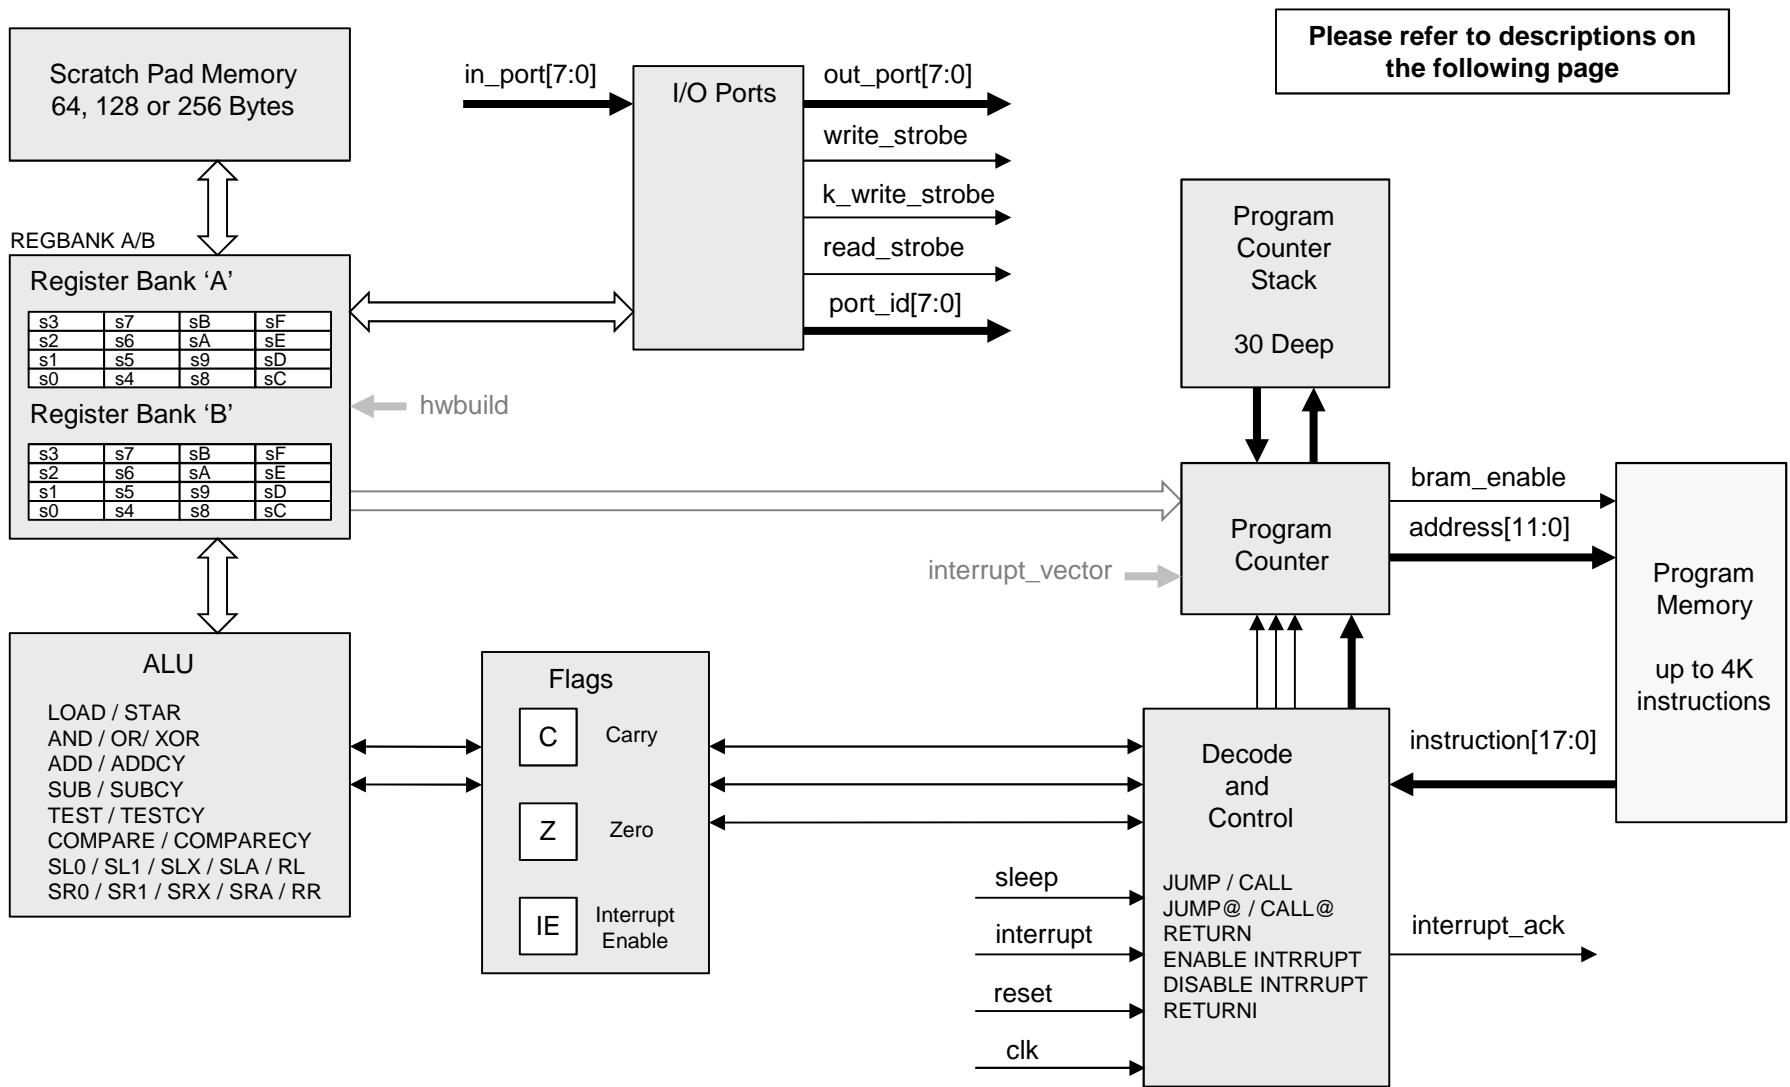 Please refer to descriptions on
the following page
Scratch Pad Memory
64, 128 or 256 Bytes
in_port[7:0]
I/O Ports
out_port[7:0]
write_strobe
k_write_strobe
read_strobe
port_id[7:0]
REGBANK A/B
Register Bank ‘A’
s3 s7 sB sF
s2 s6 sA sE
s1 s5 s9 sD
s0 s4 s8 sC
Register Bank ‘B’
s3 s7 sB sF
s2 s6 sA sE
s1 s5 s9 sD
s0 s4 s8 sC
hwbuild
Program
Counter
Stack
30 Deep
Program
Counter
interrupt_vector
bram_enable
address[11:0]
Program
Memory
up to 4K
instructions
instruction[17:0]
ALU
LOAD / STAR
AND / OR/ XOR
ADD / ADDCY
SUB / SUBCY
TEST / TESTCY
COMPARE / COMPARECY
SL0 / SL1 / SLX / SLA / RL
SR0 / SR1 / SRX / SRA / RR
Flags
C Carry
Z Zero
IE Interrupt
Enable
Decode
and
Control
JUMP / CALL
JUMP@ / CALL@
RETURN
ENABLE INTRRUPT
DISABLE INTRRUPT
RETURNI
sleep
interrupt
reset
clk
interrupt_ack